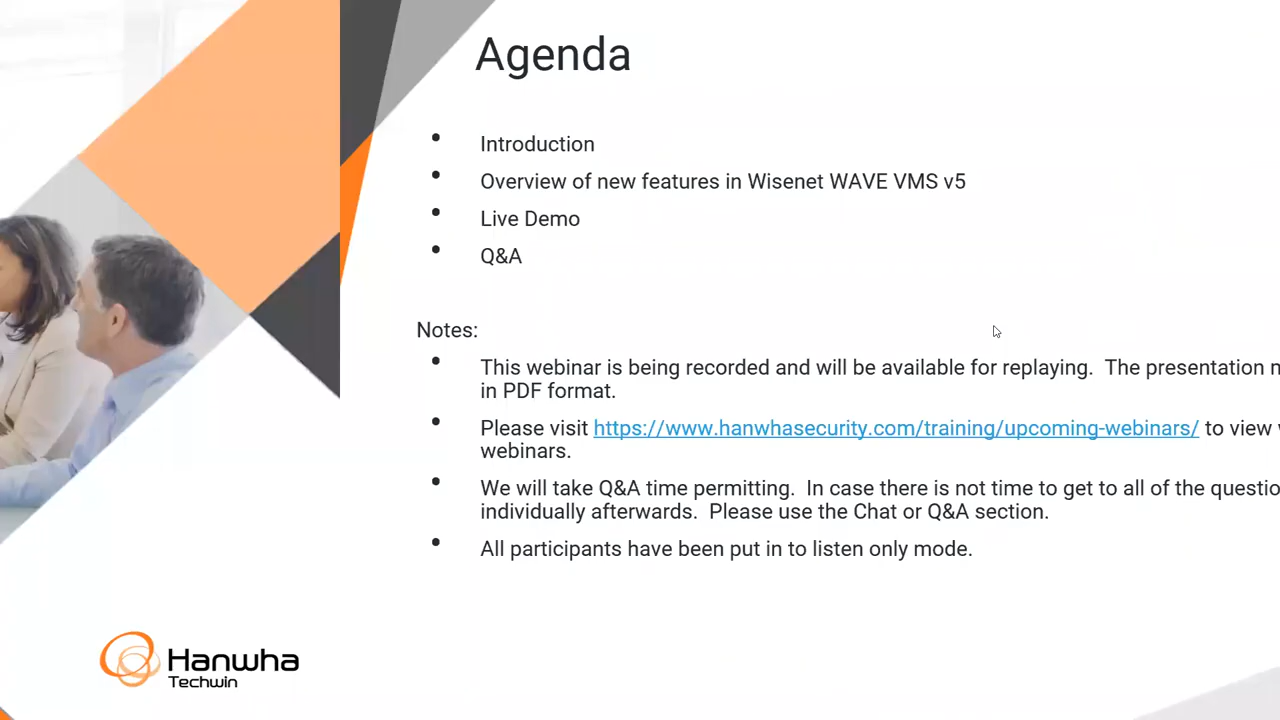 Agenda
Introduction
Overview of new features in Wisenet WAVE VMS v5
Live Demo
Q&A
Notes:
This webinar is being recorded and will be available for replaying. The presentation
in PDF format.
Please visit https://www.hanwhasecurity.com/training/upcoming-webinars/ to view
webinars.
We will take Q&A time permitting. In case there is not time to get to all of the
individually afterwards. Please use the Chat or Q&A section.
All participants have been put in to listen only mode.
Hanwha
Techwin